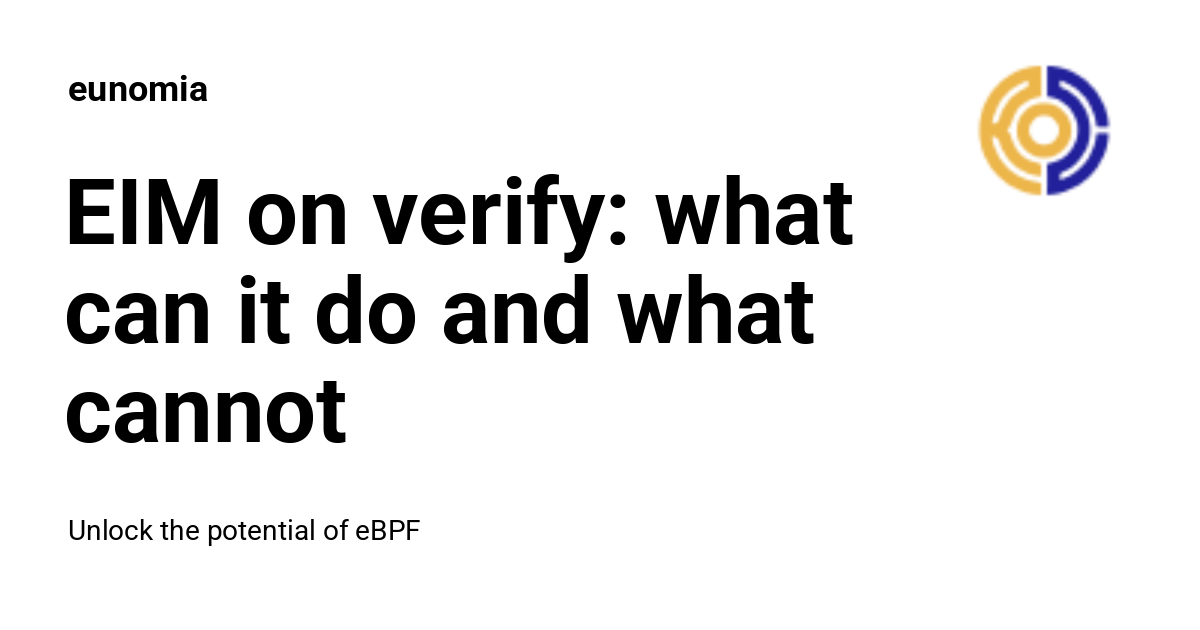 eunomia
EIM on verify: what
can it do and what
cannot
Unlock the potential of eBPF